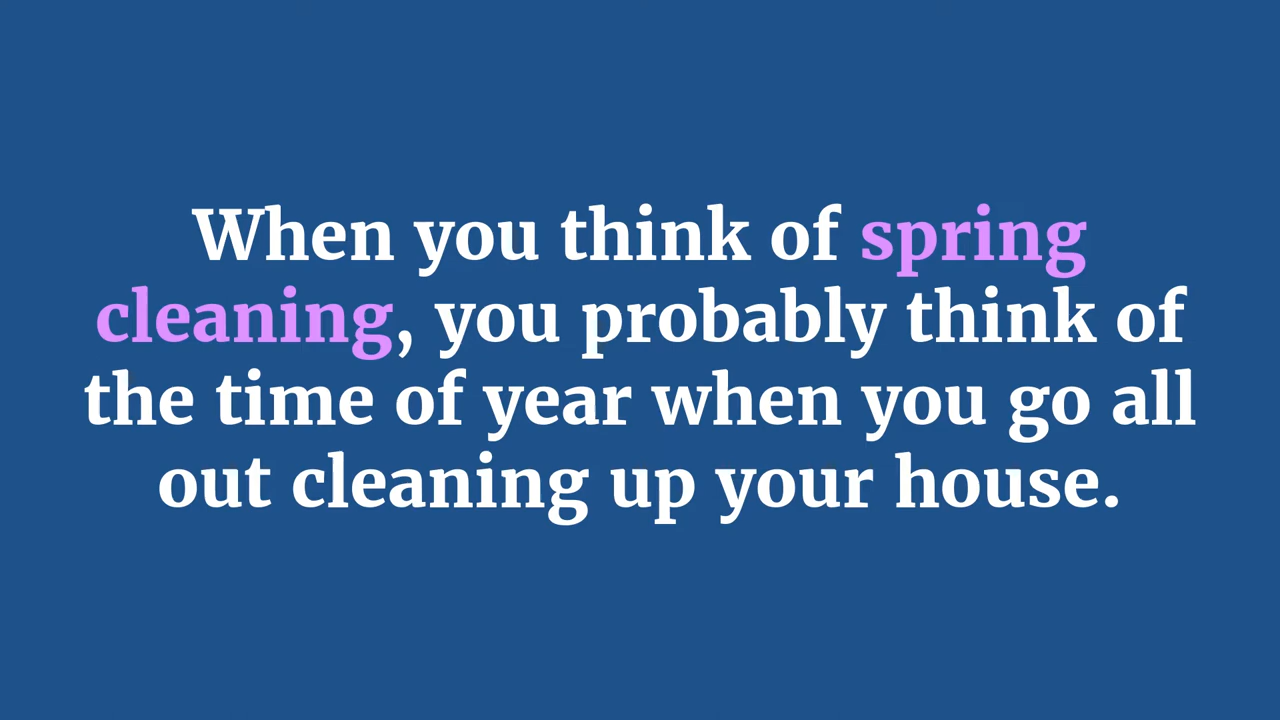 When you think of spring
cleaning, you probably think of
the time of year when you go all
out cleaning up your house.